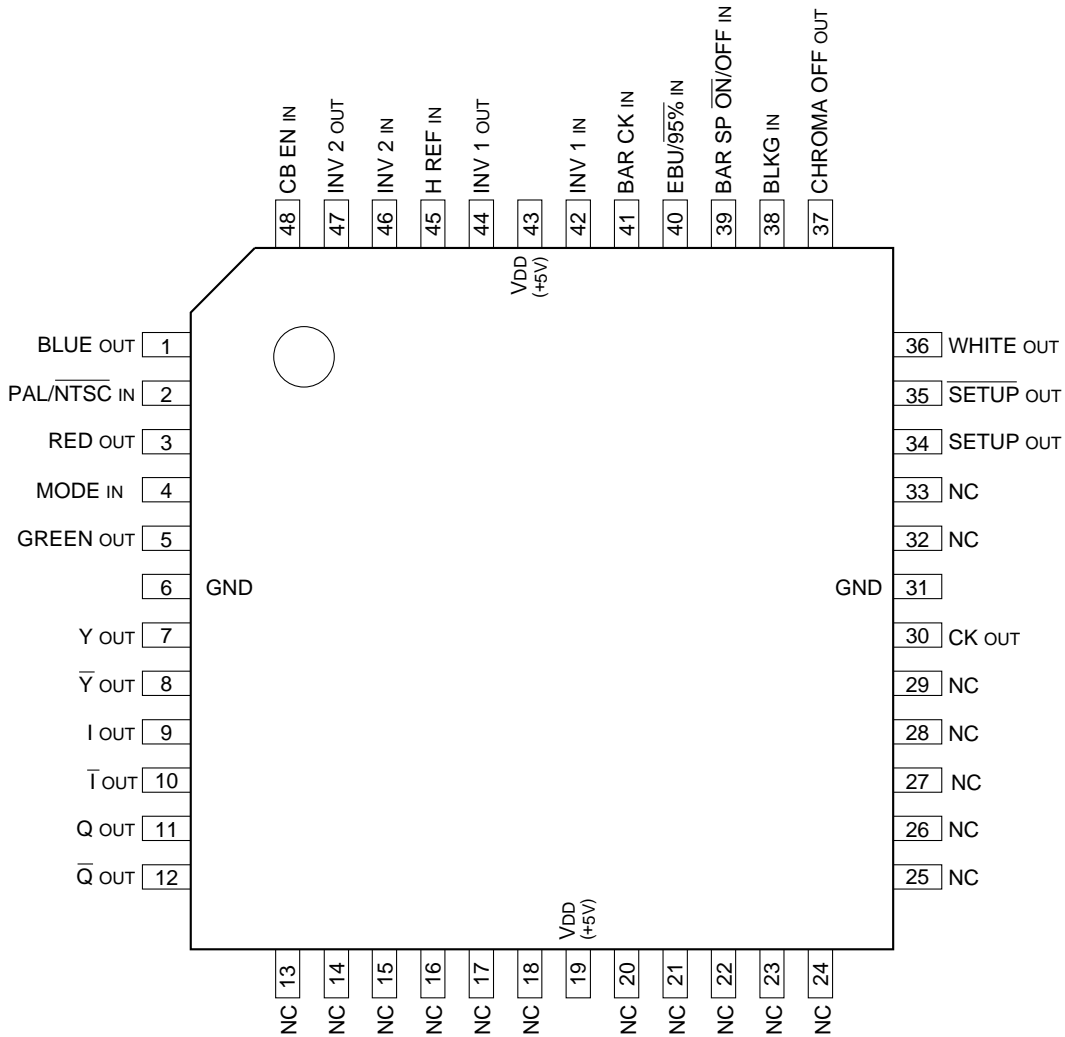 48 CB EN IN
47 INV 2 OUT
46 INV 2 IN
45 H REF IN
44 INV 1 OUT
43
VDD
(+5V)
42 INV 1 IN
41 BAR CK IN
40 EBU/9̅5̅%̅ IN
39 BAR SP O̅N̅/OFF IN
38 BLKG IN
37 CHROMA OFF OUT
BLUE OUT 1
PAL/N̅T̅S̅C̅ IN 2
RED OUT 3
MODE IN 4
GREEN OUT 5
6 GND
Y OUT 7
Y̅ OUT 8
I OUT 9
I̅ OUT 10
Q OUT 11
Q̅ OUT 12
36 WHITE OUT
35 S̅E̅T̅U̅P̅ OUT
34 SETUP OUT
33 NC
32 NC
GND 31
30 CK OUT
29 NC
28 NC
27 NC
26 NC
25 NC
NC 13
NC 14
NC 15
NC 16
NC 17
NC 18
VDD
(+5V)
19
NC 20
NC 21
NC 22
NC 23
NC 24